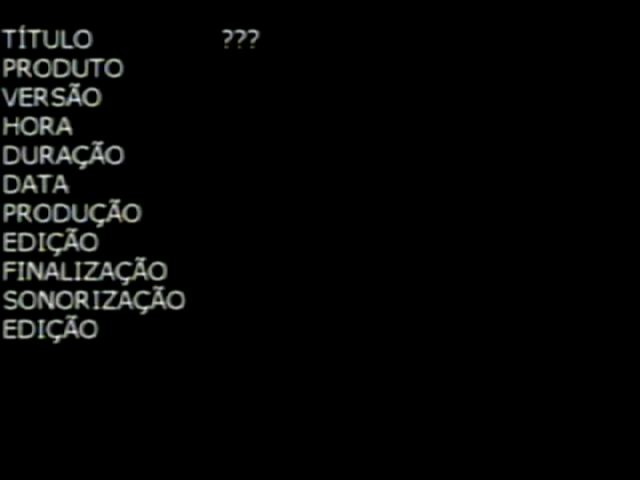 TÍTULO ???
PRODUTO
VERSÃO
HORA
DURAÇÃO
DATA
PRODUÇÃO
EDIÇÃO
FINALIZAÇÃO
SONORIZAÇÃO
EDIÇÃO